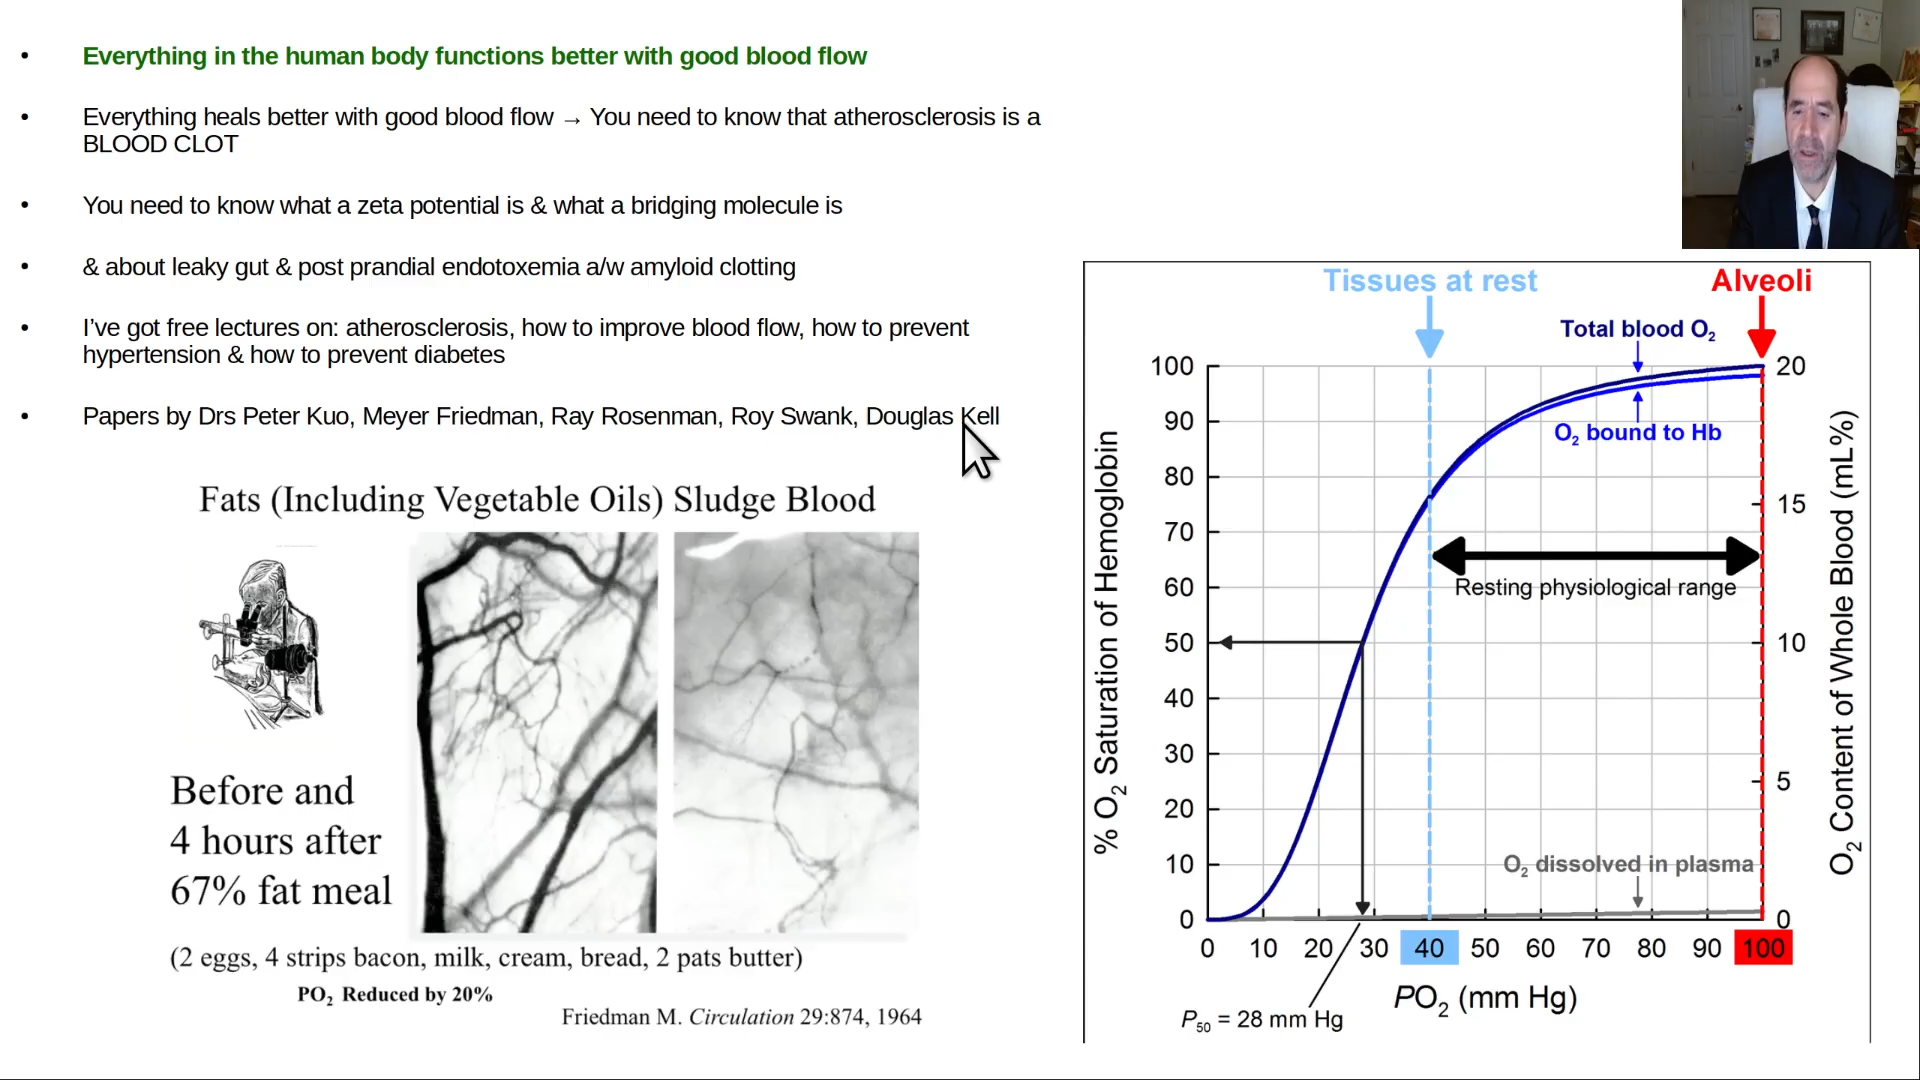 Everything in the human body functions better with good blood flow
Everything heals better with good blood flow → You need to know that atherosclerosis is a
BLOOD CLOT
You need to know what a zeta potential is & what a bridging molecule is
& about leaky gut & post prandial endotoxemia a/w amyloid clotting
I've got free lectures on: atherosclerosis, how to improve blood flow, how to prevent
hypertension & how to prevent diabetes
Papers by Drs Peter Kuo, Meyer Friedman, Ray Rosenman, Roy Swank, Douglas Kell
Fats (Including Vegetable Oils) Sludge Blood
Before and
4 hours after
67% fat meal
(2 eggs, 4 strips bacon, milk, cream, bread, 2 pats butter)
PO₂ Reduced by 20%
Friedman M. Circulation 29:874, 1964
Tissues at rest
Alveoli
Total blood O₂
O₂ bound to Hb
Resting physiological range
O₂ dissolved in plasma
% O₂ Saturation of Hemoglobin
100
90
80
70
60
50
40
30
20
10
0
20
15
10
5
0
O₂ Content of Whole Blood (mL%)
0 10 20 30 40 50 60 70 80 90 100
PO₂ (mm Hg)
P₅₀ = 28 mm Hg